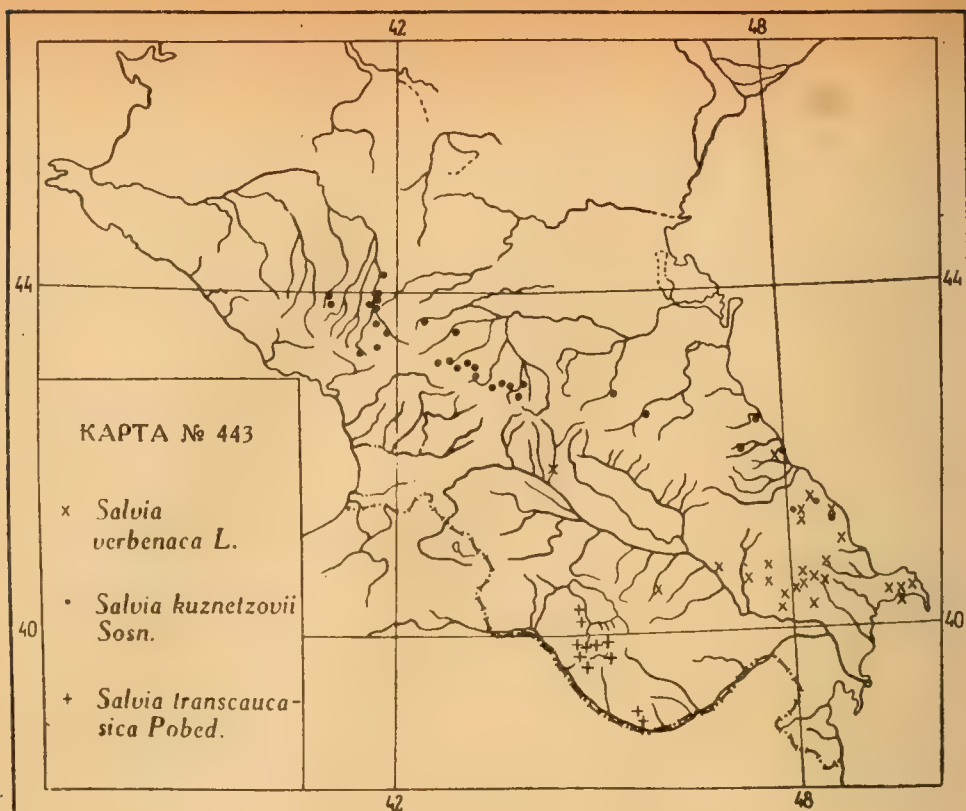 42 48
44 44
КАРТА № 443
x Salvia
verbenaca L.
• Salvia kuznetzovii
Sosn.
40 40
+ Salvia transcauca-
sica Pobed.
42 48